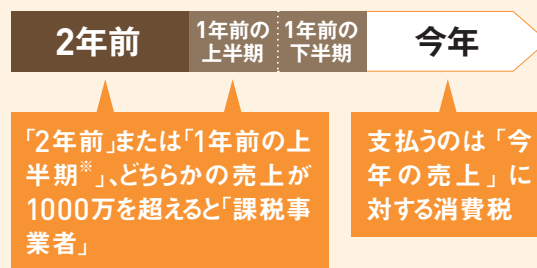 2年前
1年前の
上半期
1年前の
下半期
今年
「2年前」または「1年前の上
半期※」、どちらかの売上が
1000万を超えると「課税事
業者」
支払うのは「今
年の売上」に
対する消費税